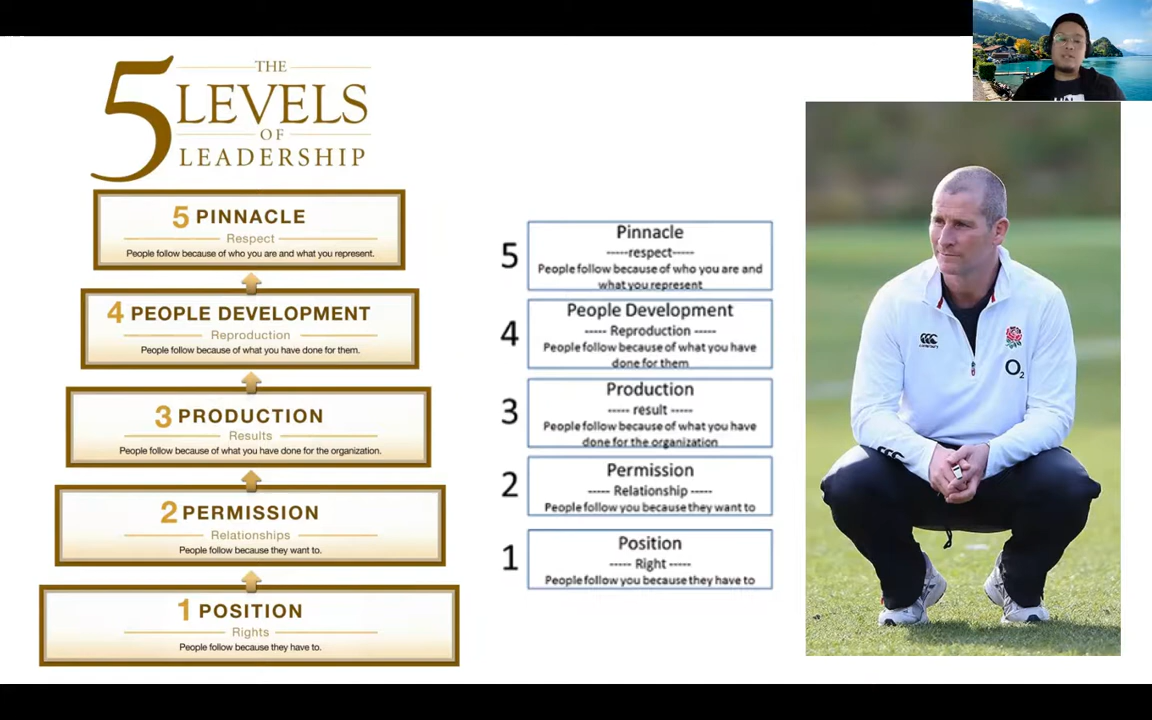 5
THE
LEVELS
OF
LEADERSHIP
5 PINNACLE
Respect
People follow because of who you are and what you represent.
4 PEOPLE DEVELOPMENT
Reproduction
People follow because of what you have done for them.
3 PRODUCTION
Results
People follow because of what you have done for the organization.
2 PERMISSION
Relationships
People follow because they want to.
1 POSITION
Rights
People follow because they have to.
5
Pinnacle
-----respect-----
People follow because of who you are and
what you represent
4
People Development
----- Reproduction -----
People follow because of what you have
done for them
3
Production
----- result -----
People follow because of what you have
done for the organization
2
Permission
----- Relationship -----
People follow you because they want to
1
Position
----- Right -----
People follow you because they have to
O2